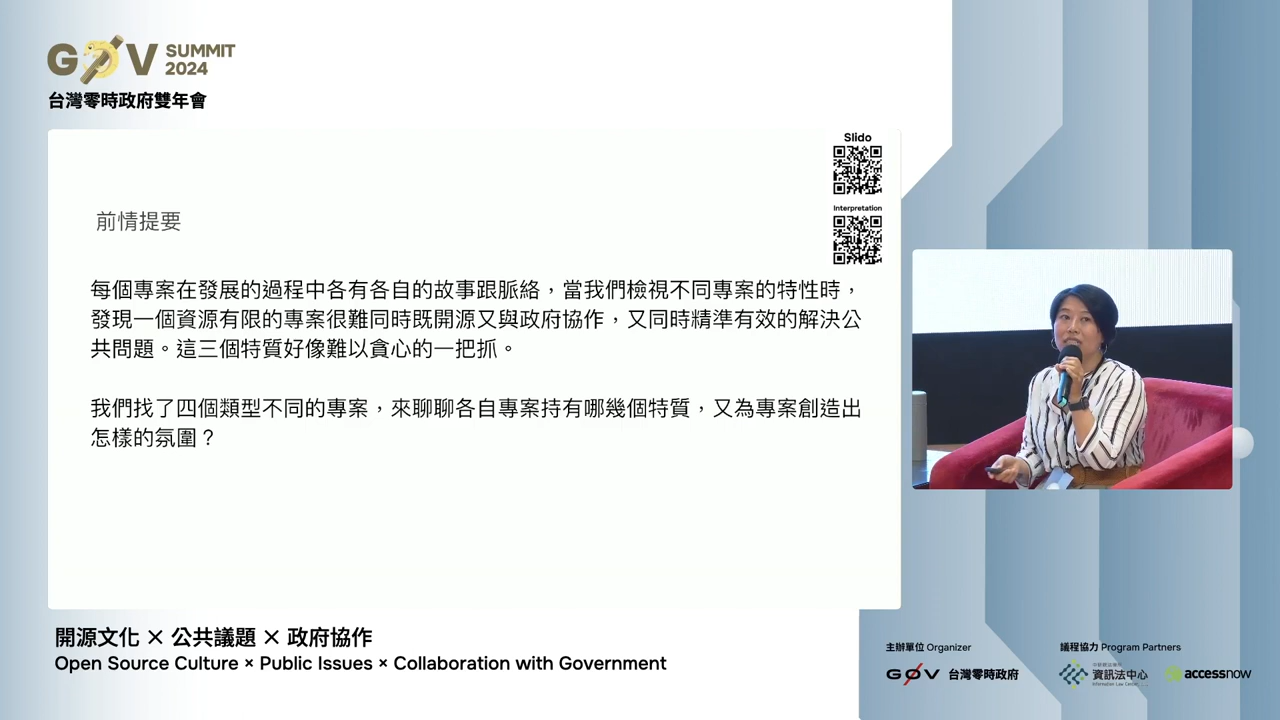 G0V SUMMIT 2024
台灣零時政府雙年會
Slido
Interpretation
前情提要
每個專案在發展的過程中各有各自的故事跟脈絡，當我們檢視不同專案的特性時，
發現一個資源有限的專案很難同時既開源又與政府協作，又同時精準有效的解決公
共問題。這三個特質好像難以貪心的一把抓。
我們找了四個類型不同的專案，來聊聊各自專案持有哪幾個特質，又為專案創造出
怎樣的氛圍？
開源文化 × 公共議題 × 政府協作
Open Source Culture × Public Issues × Collaboration with Government
主辦單位 Organizer
G0V 台灣零時政府
議程協力 Program Partners
資訊法中心
Information Law Center
accessnow